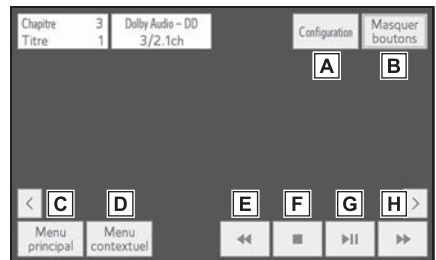 Chapitre 3
Titre 1
Dolby Audio – DD
3/2.1ch
Configuration
Masquer
boutons
A
B
C
D
E
F
G
H
Menu
principal
Menu
contextuel